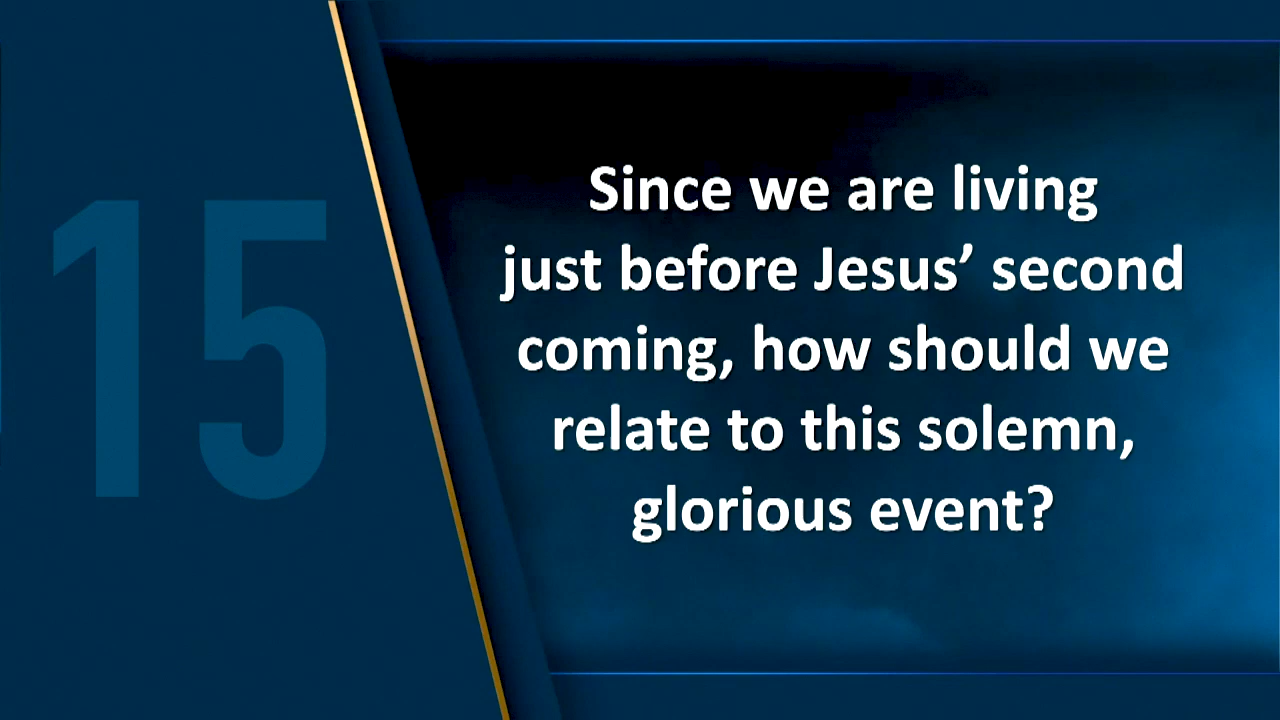 15
Since we are living
just before Jesus’ second
coming, how should we
relate to this solemn,
glorious event?